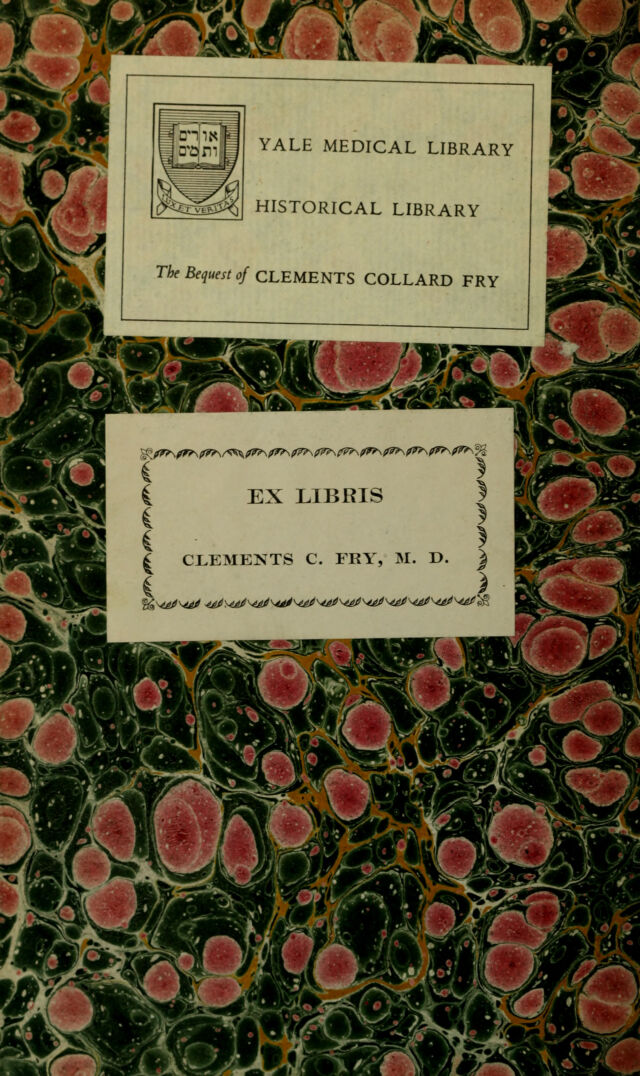 אורים
ותמים
LUX ET VERITAS
YALE MEDICAL LIBRARY
HISTORICAL LIBRARY
The Bequest of CLEMENTS COLLARD FRY
EX LIBRIS
CLEMENTS C. FRY, M. D.